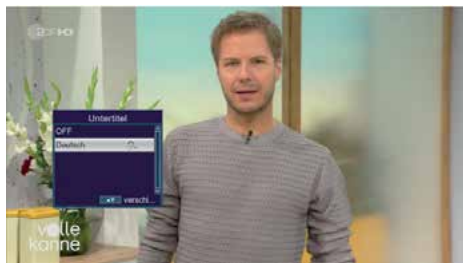 ZDF HD
Untertitel
OFF
Deutsch
verschi...
volle
kanne